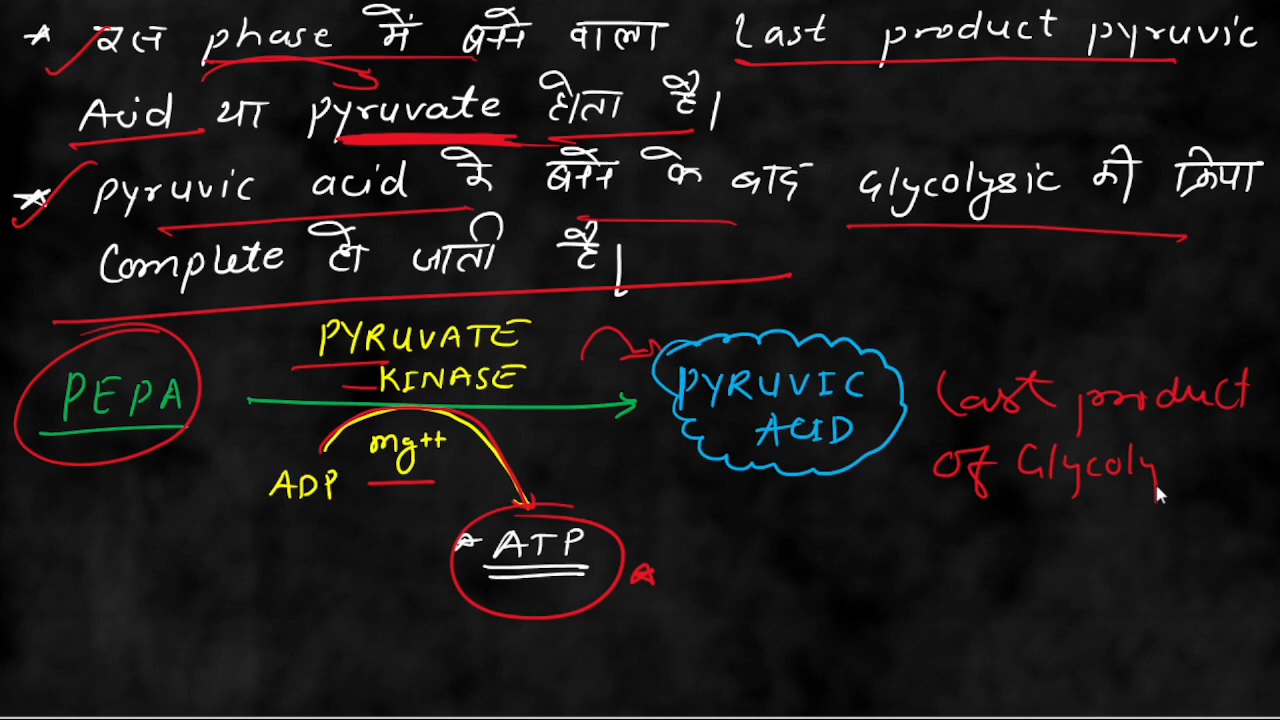 * इस phase में बनने वाला Last product pyruvic
Acid या pyruvate होता है।
* pyruvic acid के बनने के बाद Glycolysic की क्रिया
Complete हो जाती है।
PYRUVATE
KINASE
PEPA
PYRUVIC
ACID
Last product
of Glycoly
mg++
ADP
* ATP